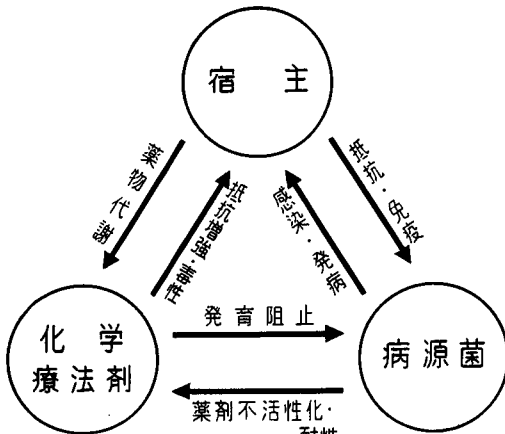 宿 主
薬物代謝
抵抗増強・毒性
感染・発病
抵抗・免疫
化学
療法剤
発育阻止
病源菌
薬剤不活性化・
耐性